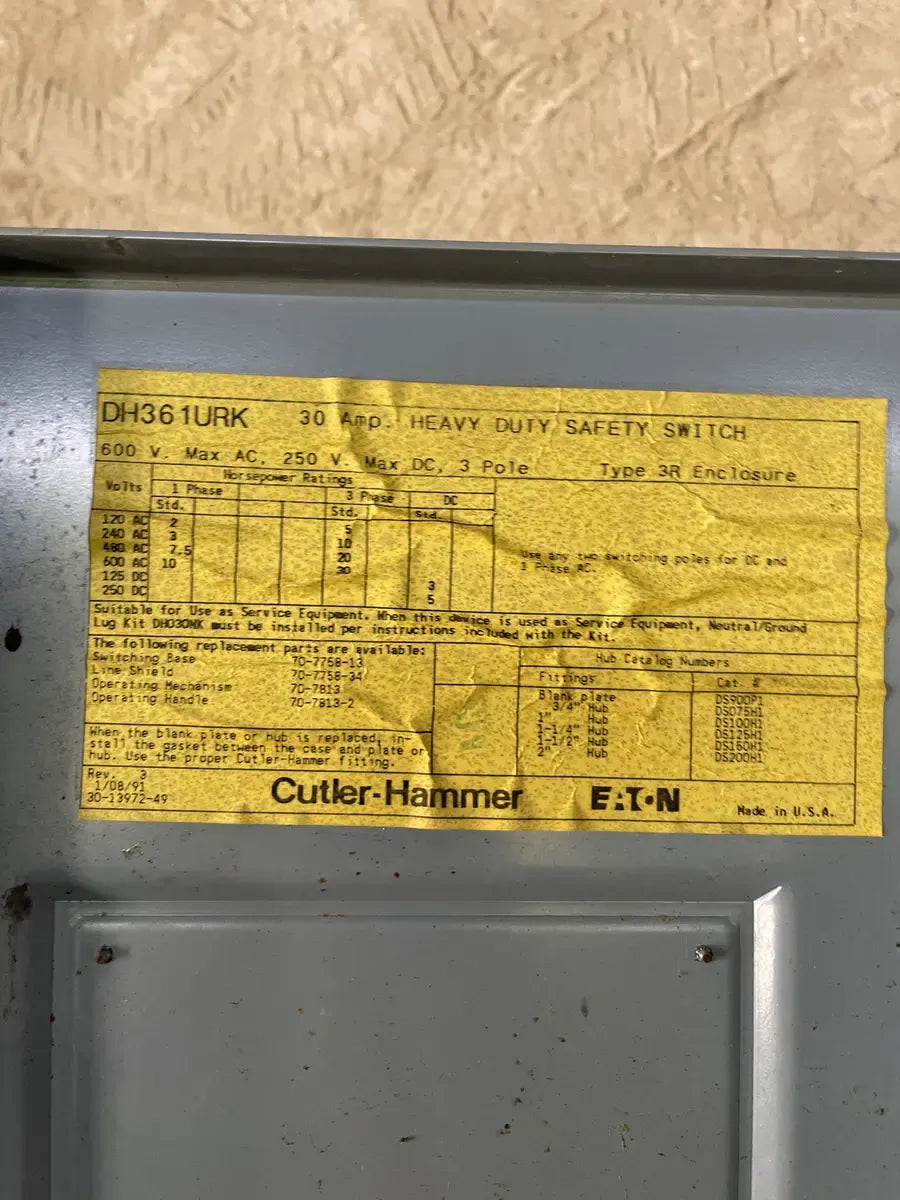 DH361URK 30 Amp. HEAVY DUTY SAFETY SWITCH
600 V. Max AC, 250 V. Max DC, 3 Pole Type 3R Enclosure
Volts Horsepower Ratings
1 Phase 3 Phase DC
Std. Std. Std.
120 AC 2
240 AC 3 5
480 AC 7.5 10
600 AC 10 20
30
125 DC 3
250 DC 5
Use any two switching poles for DC and
1 Phase AC.
Suitable for Use as Service Equipment. When this device is used as Service Equipment, Neutral/Ground
Lug Kit DH030NK must be installed per instructions included with the Kit.
The following replacement parts are available:
Switching Base 70-7758-13
Line Shield 70-7758-34
Operating Mechanism 70-7813
Operating Handle 70-7813-2
Hub Catalog Numbers
Fittings Cat. #
Blank plate DS900P1
3/4" Hub DS075H1
1" Hub DS100H1
1-1/4" Hub DS125H1
1-1/2" Hub DS150H1
2" Hub DS200H1
When the blank plate or hub is replaced, in-
stall the gasket between the case and plate or
hub. Use the proper Cutler-Hammer fitting.
Rev. 3
1/08/91
30-13972-49
Cutler-Hammer EATON Made in U.S.A.